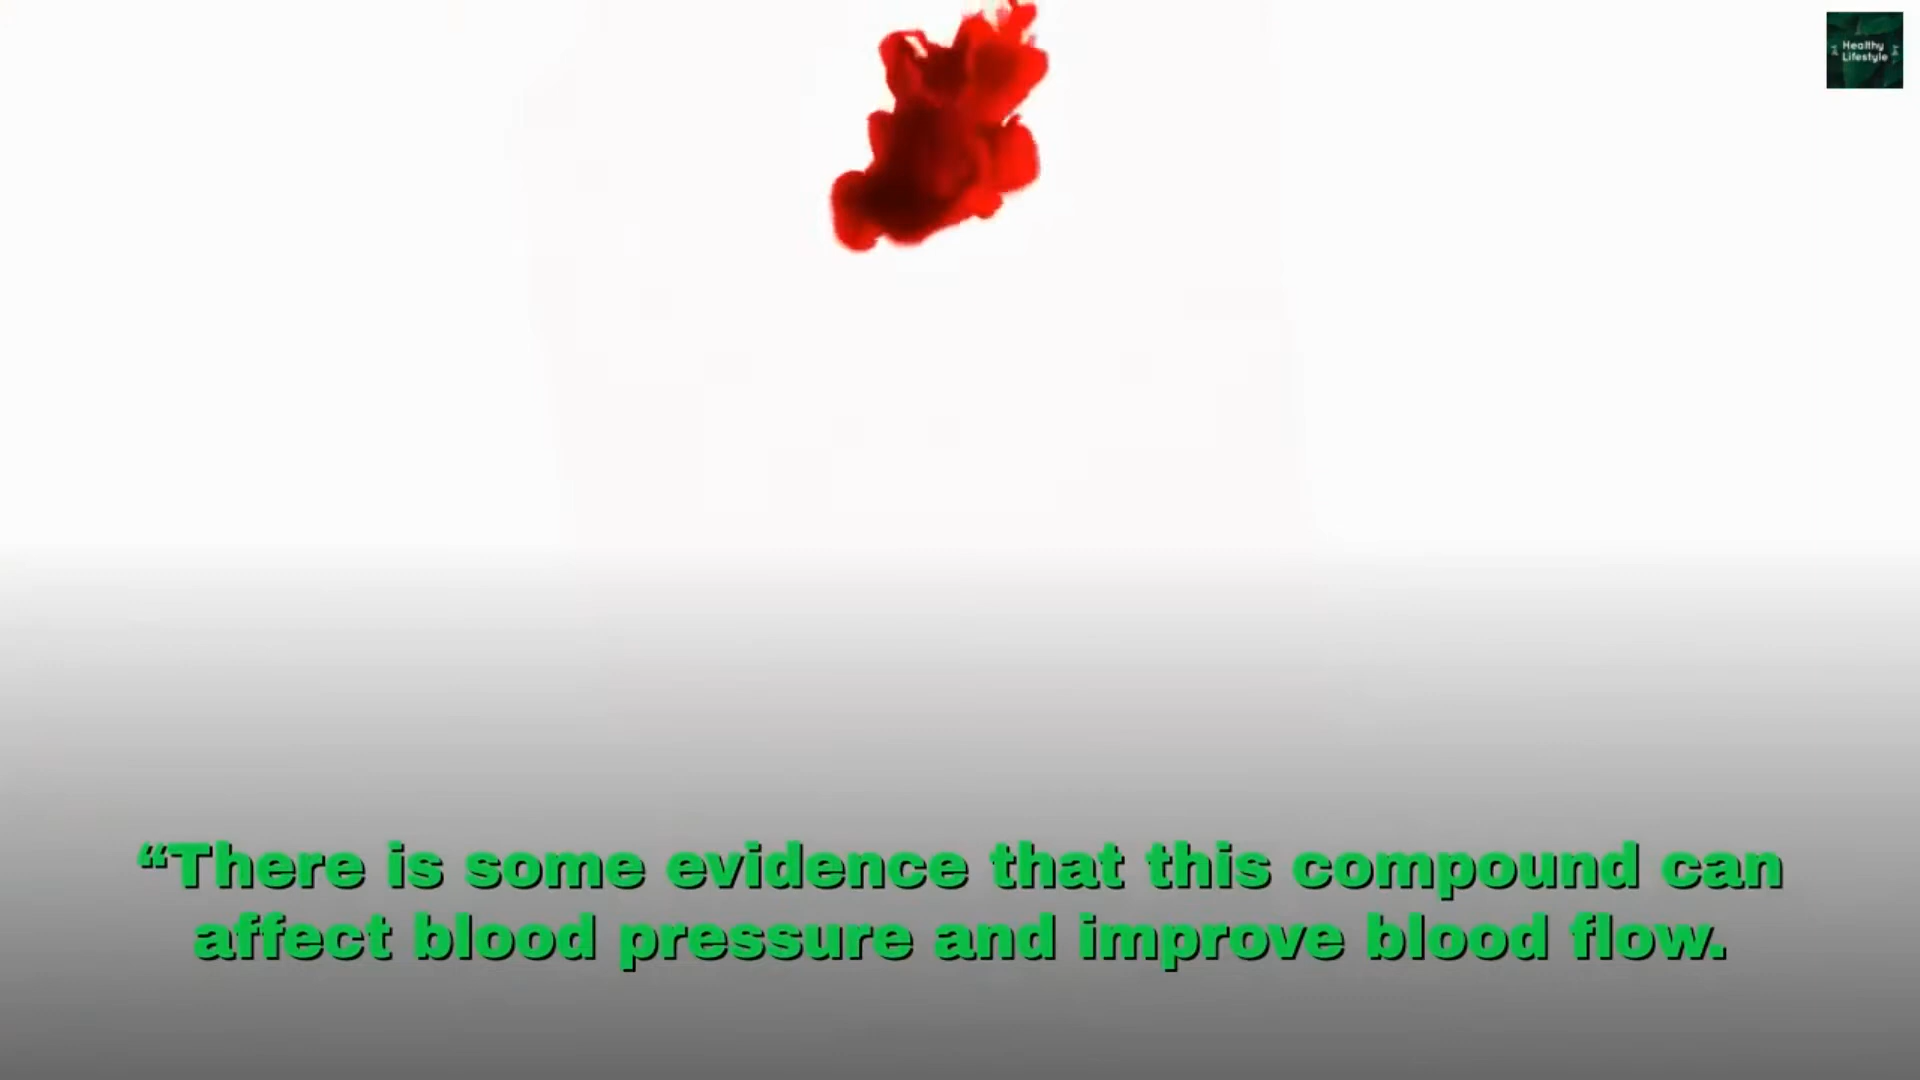 Healthy
Lifestyle
“There is some evidence that this compound can
affect blood pressure and improve blood flow.